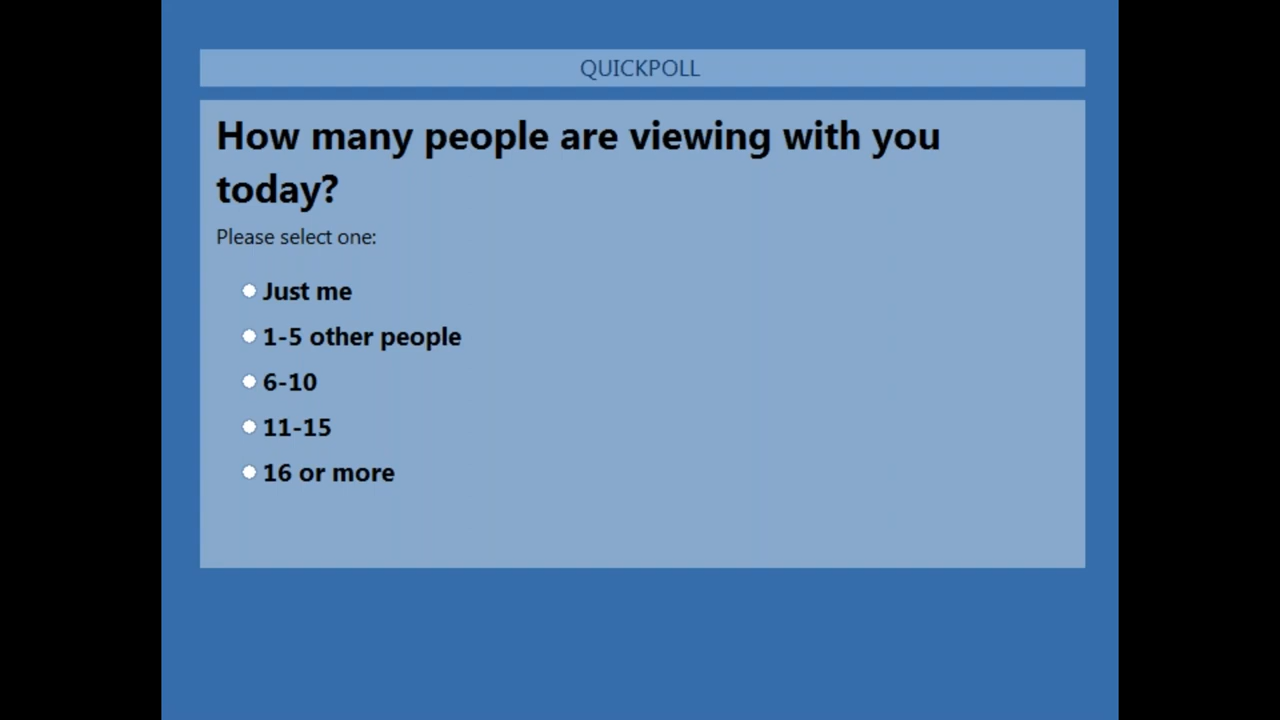 QUICKPOLL
How many people are viewing with you
today?
Please select one:
Just me
1-5 other people
6-10
11-15
16 or more